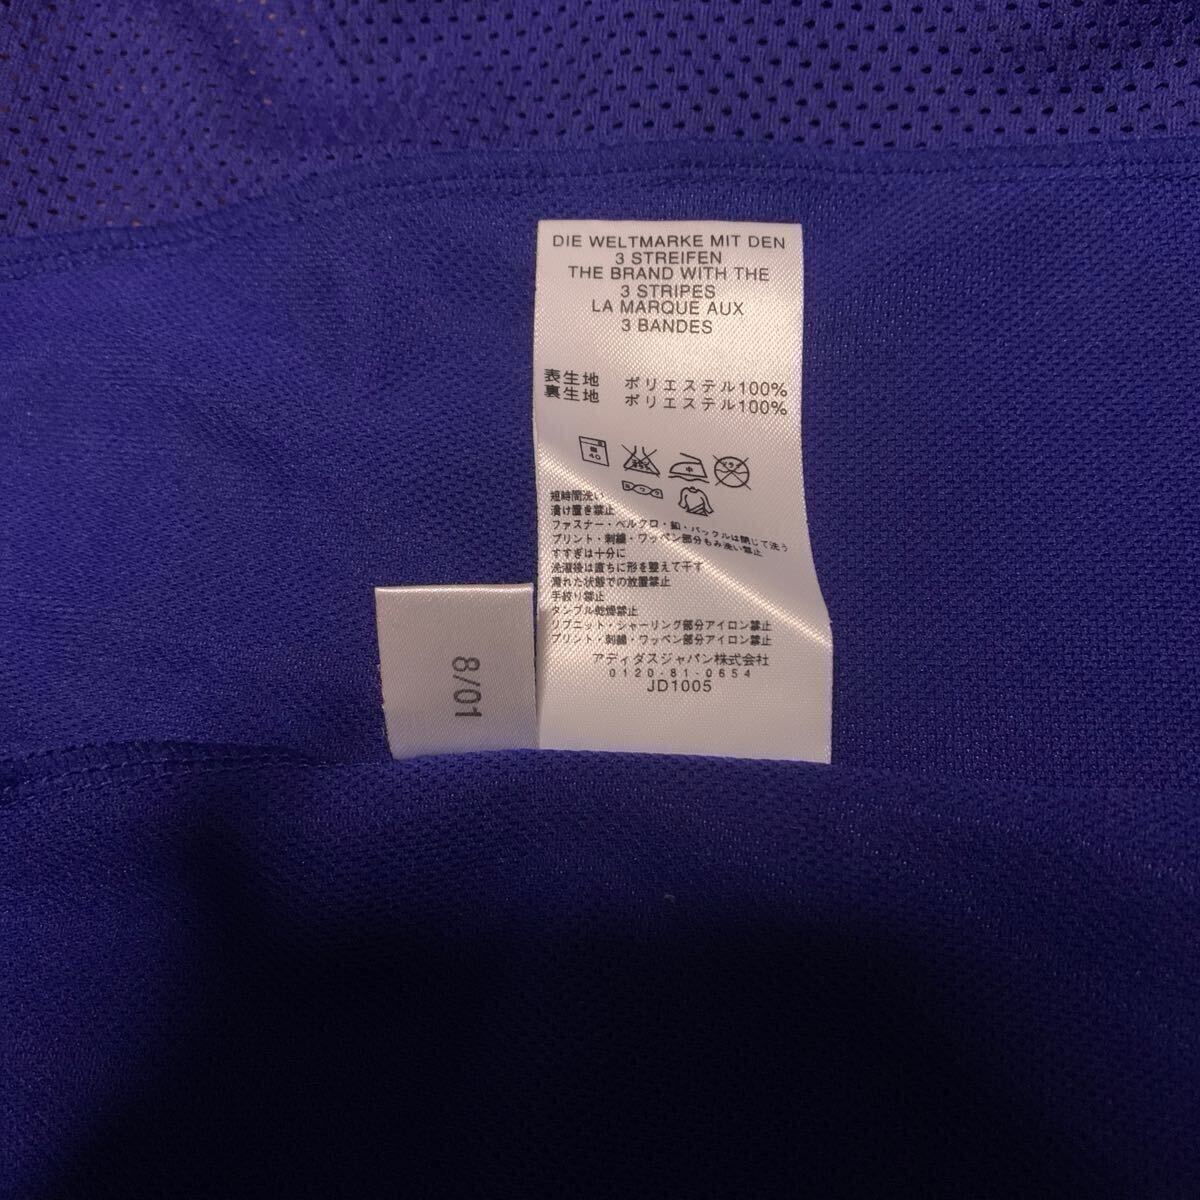 DIE WELTMARKE MIT DEN
3 STREIFEN
THE BRAND WITH THE
3 STRIPES
LA MARQUE AUX
3 BANDES
表生地 ポリエステル100%
裏生地 ポリエステル100%
40
中
短時間洗い
漬け置き禁止
ファスナー・ベルクロ・釦・バックルは閉じて洗う
プリント・刺繍・ワッペン部分もみ洗い禁止
すすぎは十分に
洗濯後は直ちに形を整えて干す
濡れた状態での放置禁止
手絞り禁止
タンブル乾燥禁止
リブニット・シャーリング部分アイロン禁止
プリント・刺繍・ワッペン部分アイロン禁止
アディダスジャパン株式会社
0120-81-0654
JD1005
8/01